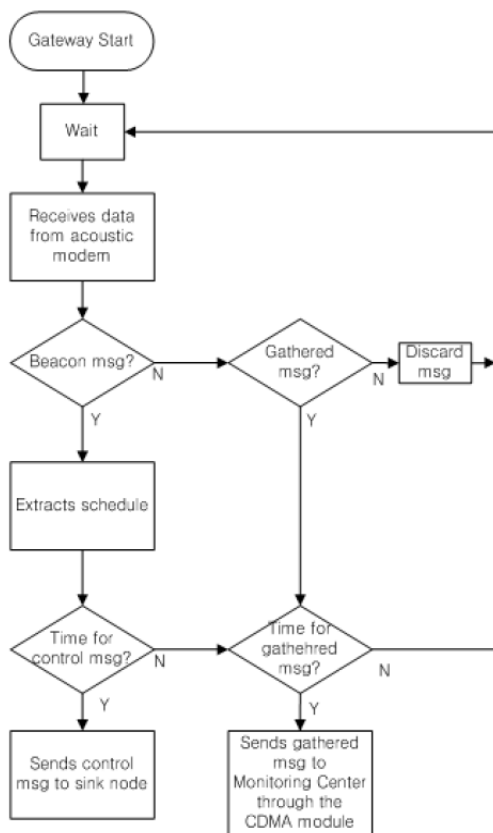 Gateway Start
Wait
Receives data
from acoustic
modem
Beacon msg?
N
Y
Gathered
msg?
N
Y
Discard
msg
Extracts schedule
Time for
control msg?
N
Y
Time for
gathehred
msg?
N
Y
Sends control
msg to sink node
Sends gathered
msg to
Monitoring Center
through the
CDMA module